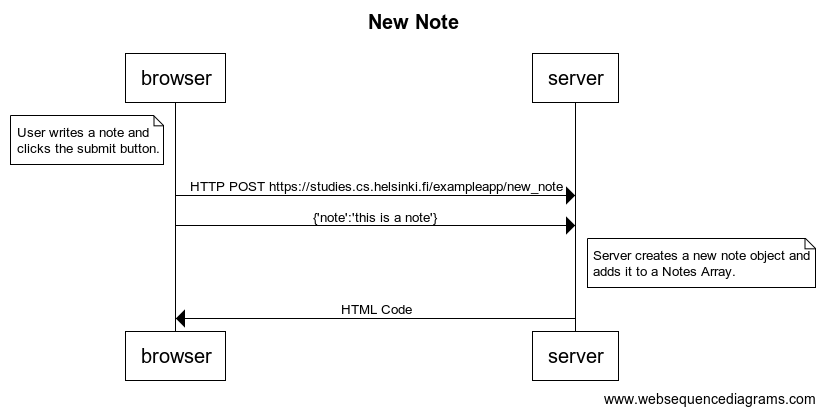 New Note
browser
server
User writes a note and
clicks the submit button.
HTTP POST https://studies.cs.helsinki.fi/exampleapp/new_note
{'note':'this is a note'}
Server creates a new note object and
adds it to a Notes Array.
HTML Code
browser
server
www.websequencediagrams.com